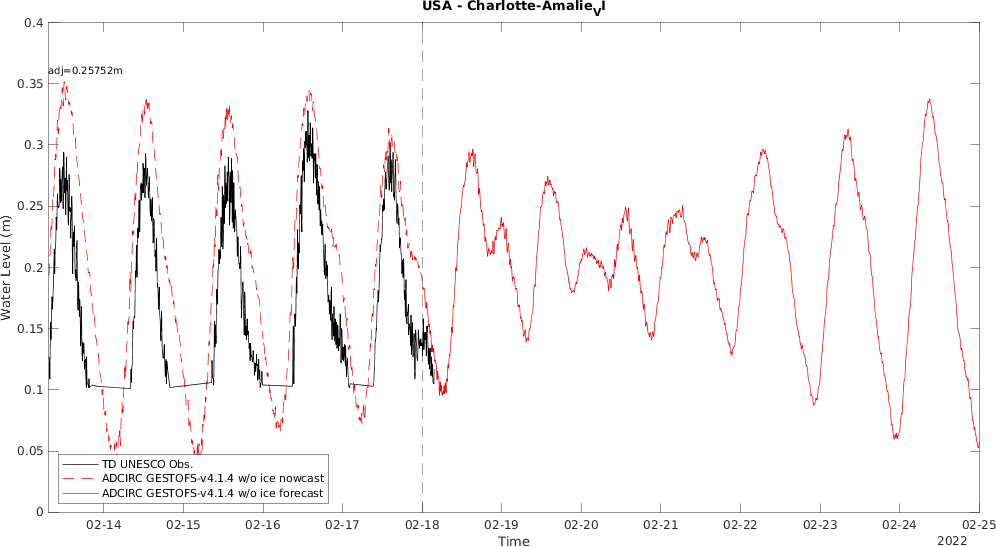 USA - Charlotte-AmalieVI
adj=0.25752m
0.4
0.35
0.3
0.25
0.2
0.15
0.1
0.05
0
Water Level (m)
TD UNESCO Obs.
ADCIRC GESTOFS-v4.1.4 w/o ice nowcast
ADCIRC GESTOFS-v4.1.4 w/o ice forecast
02-14 02-15 02-16 02-17 02-18 02-19 02-20 02-21 02-22 02-23 02-24 02-25
Time
2022